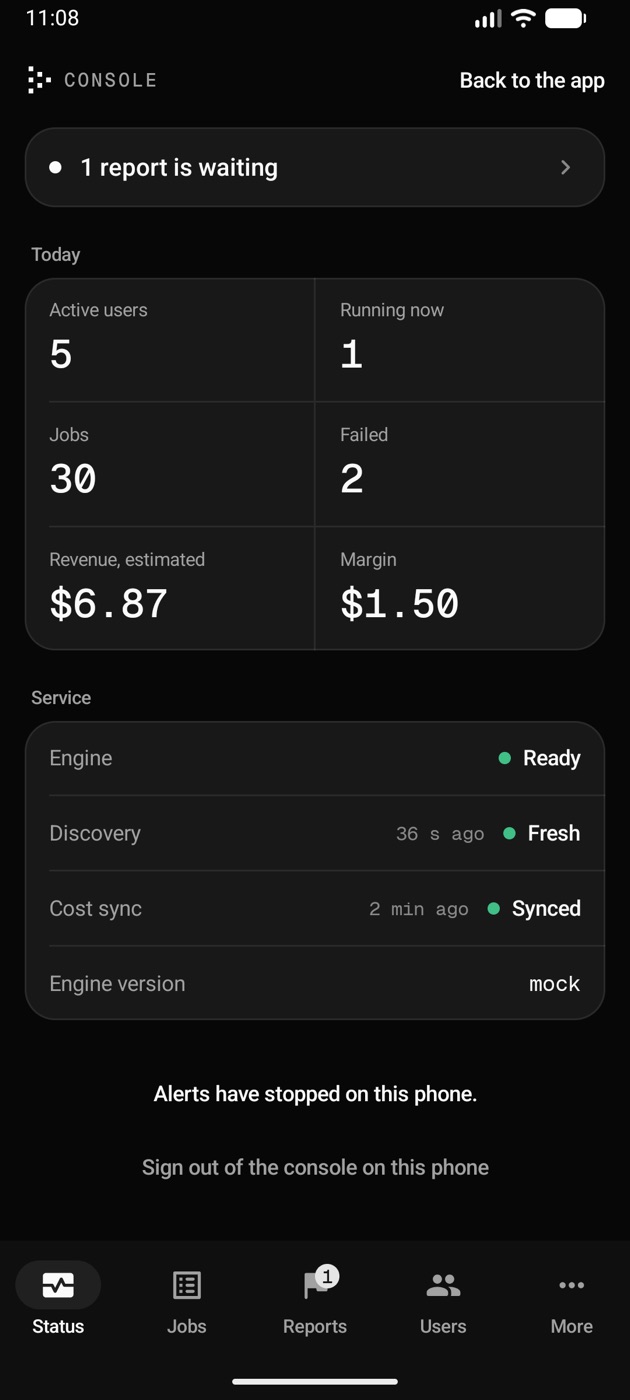 11:08
CONSOLE
Back to the app
1 report is waiting
Today
Active users
5
Running now
1
Jobs
30
Failed
2
Revenue, estimated
$6.87
Margin
$1.50
Service
Engine
Ready
Discovery
36 s ago
Fresh
Cost sync
2 min ago
Synced
Engine version
mock
Alerts have stopped on this phone.
Sign out of the console on this phone
1
Status
Jobs
Reports
Users
More